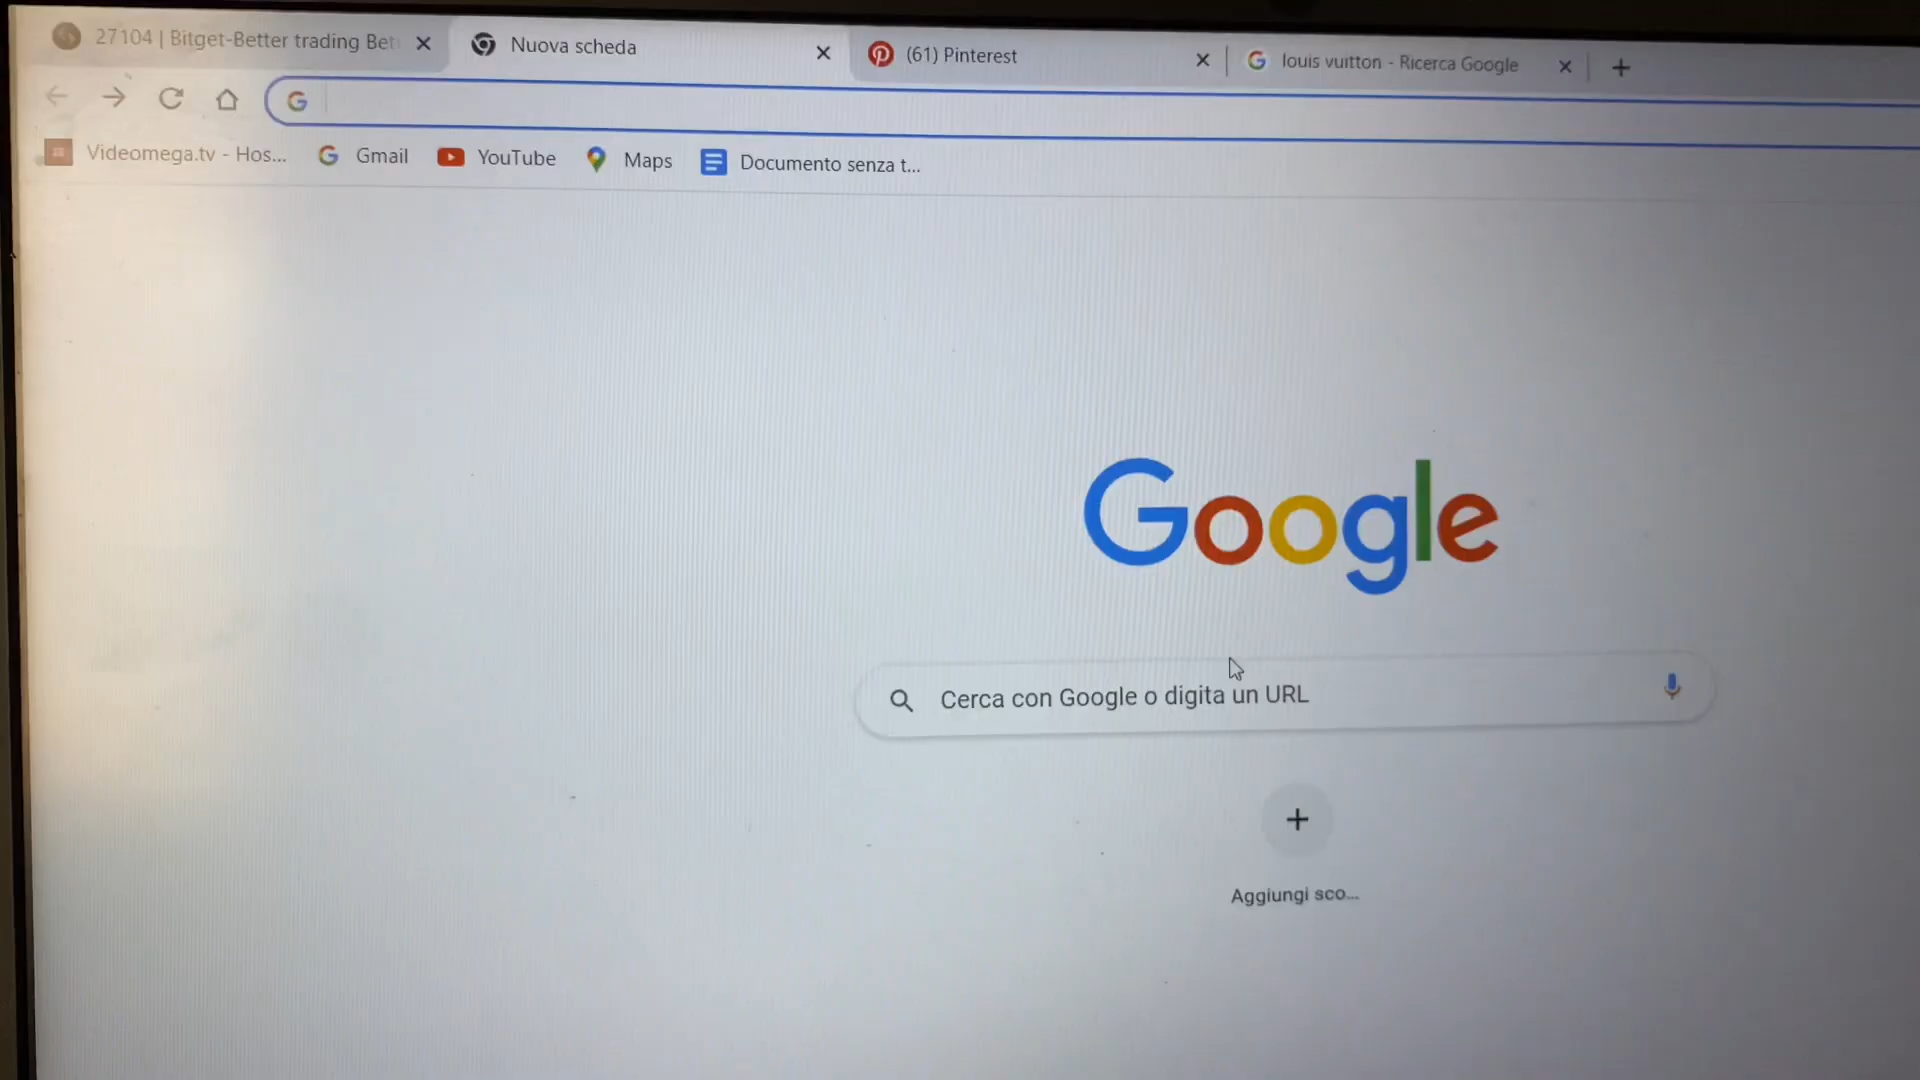 27104 | Bitget-Better trading Bet
Nuova scheda
(61) Pinterest
louis vuitton - Ricerca Google
Videomega.tv - Hos...
Gmail
YouTube
Maps
Documento senza t...
Google
Cerca con Google o digita un URL
Aggiungi sco...